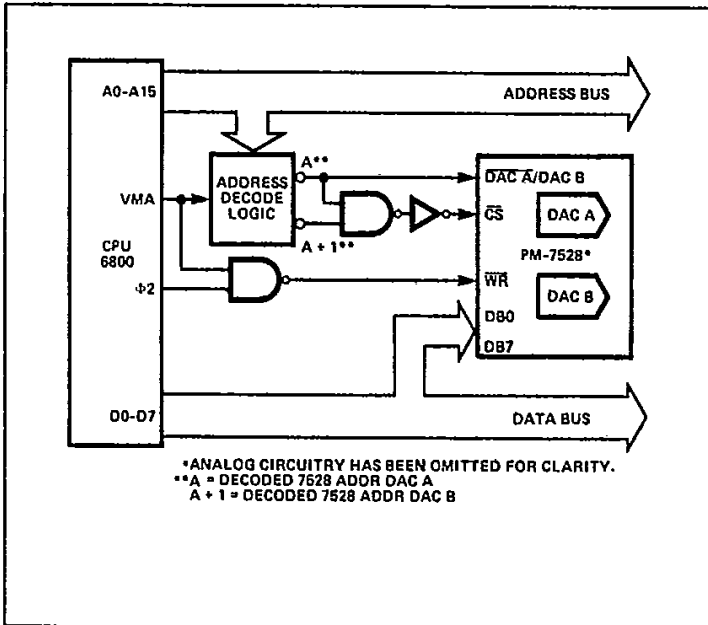 A0-A15
ADDRESS BUS
A**
ADDRESS
DECODE
LOGIC
DAC A/DAC B
VMA
CS
DAC A
A + 1**
CPU
6800
PM-7528*
Φ2
WR
DAC B
DB0
DB7
D0-D7
DATA BUS
*ANALOG CIRCUITRY HAS BEEN OMITTED FOR CLARITY.
**A = DECODED 7628 ADDR DAC A
A + 1 = DECODED 7528 ADDR DAC B